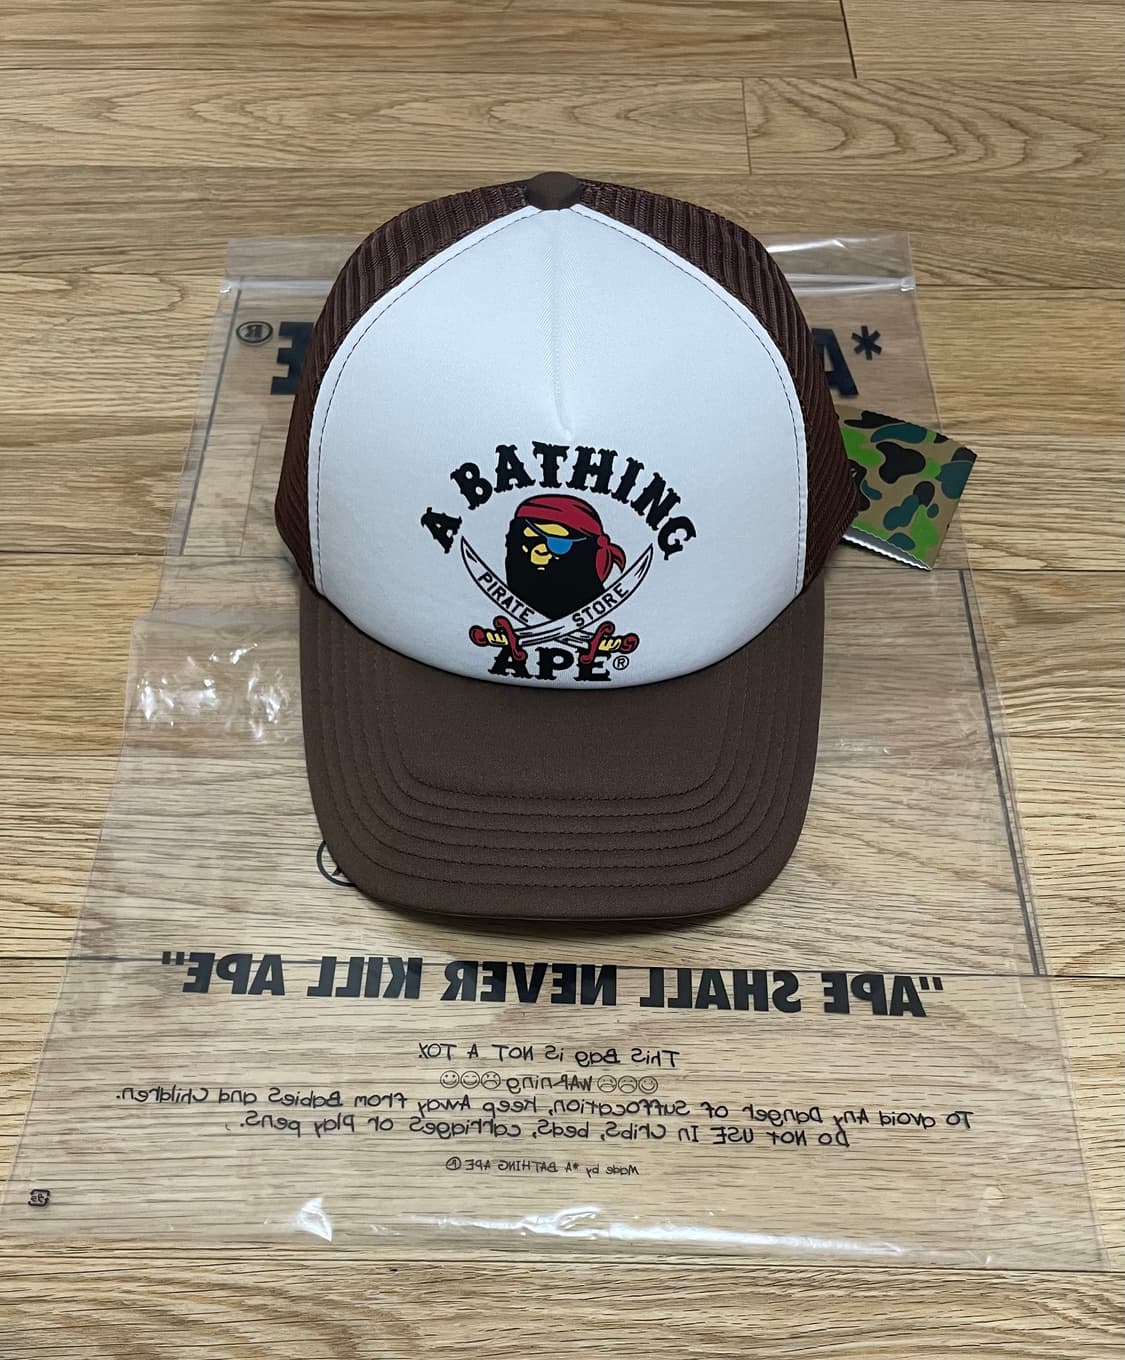 A BATHING
PIRATE STORE
APE®
"APE SHALL NEVER KILL APE"
This Bag is NOT A TOY
☺☹☹WARning☹☺☺
To avoid Any Danger of Suffocation, Keep Away From Babies and Children.
Do Not USE In Cribs, beds, carriages or Play pens.
Made by *A BATHING APE ®